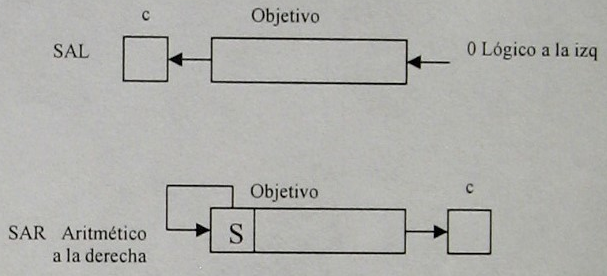 c Objetivo
SAL 0 Lógico a la izq
Objetivo c
SAR Aritmético S
a la derecha